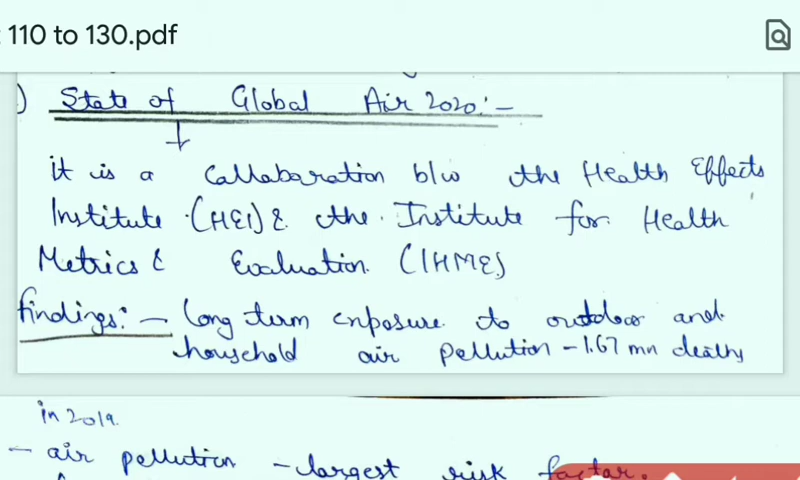 110 to 130.pdf
) State of Global Air 2020:-
it is a Collaboration b/w the Health Effects
Institute (HEI) & the Institute for Health
Metrics & Evaluation (IHME)
findings:- Long term exposure to outdoor and
household air pollution - 1.67 mn deaths
in 2019.
- air pollution - largest risk factor.